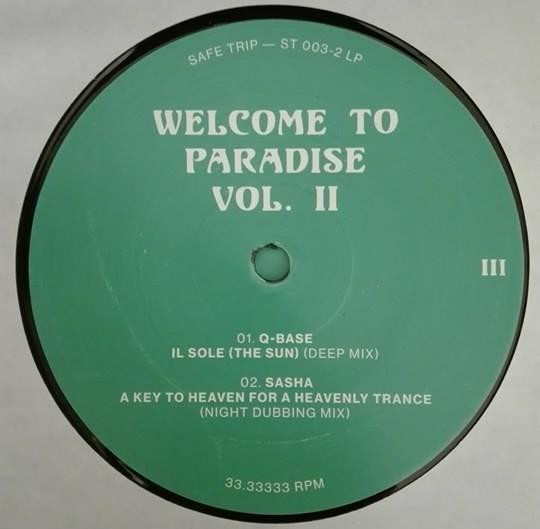 SAFE TRIP — ST 003-2 LP
WELCOME TO
PARADISE
VOL. II
III
01. Q-BASE
IL SOLE (THE SUN) (DEEP MIX)
02. SASHA
A KEY TO HEAVEN FOR A HEAVENLY TRANCE
(NIGHT DUBBING MIX)
33.33333 RPM